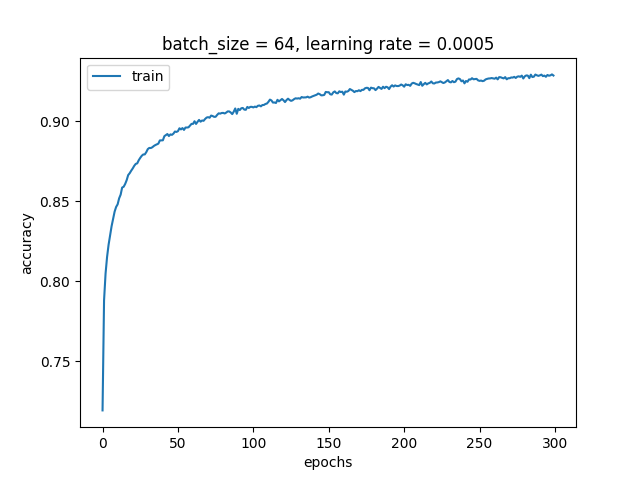 batch_size = 64, learning rate = 0.0005
train
accuracy
0.90
0.85
0.80
0.75
0
50
100
150
200
250
300
epochs